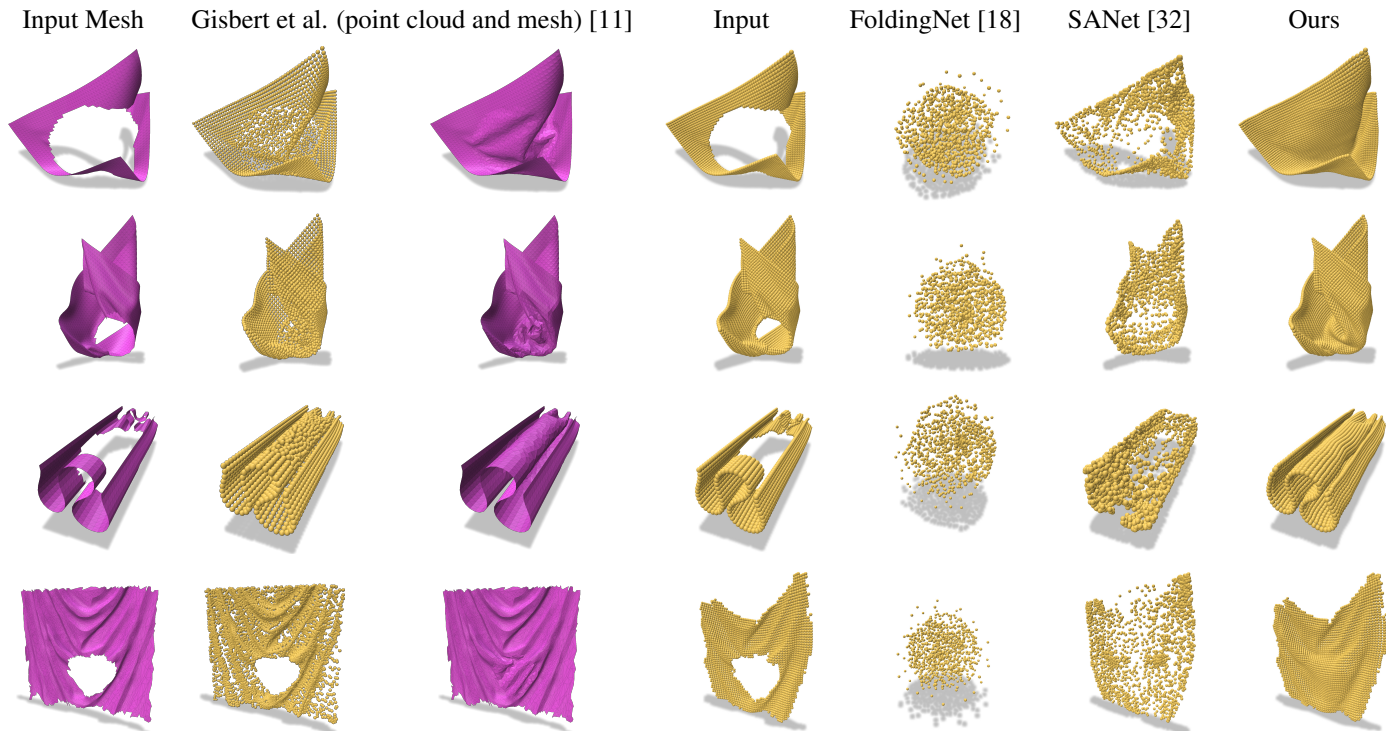 Input Mesh Gisbert et al. (point cloud and mesh) [11] Input FoldingNet [18] SANet [32] Ours